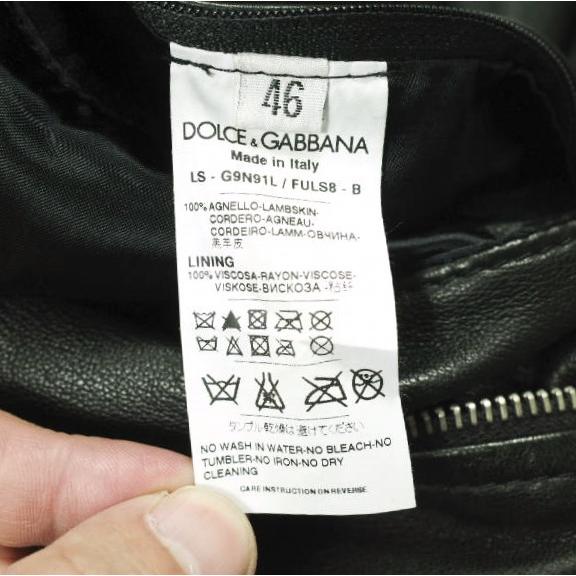 46
DOLCE & GABBANA
Made in Italy
LS - G9N91L / FULS8 - B
100% AGNELLO-LAMBSKIN-
CORDERO-AGNEAU-
CORDEIRO-LAMM-ОВЧИНА-
羔羊皮
LINING
100% VISCOSA-RAYON-VISCOSE-
VISKOSE-ВИСКОЗА -粘纤
タンブル乾燥は避けてください
NO WASH IN WATER-NO BLEACH-NO
TUMBLER-NO IRON-NO DRY
CLEANING
CARE INSTRUCTION ON REVERSE